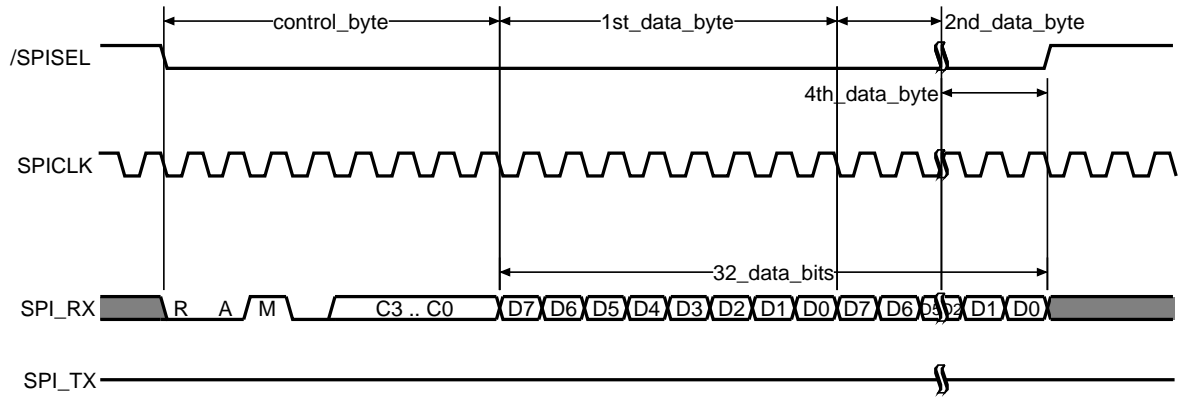 control_byte 1st_data_byte 2nd_data_byte
/SPISEL
4th_data_byte
SPICLK
32_data_bits
SPI_RX R A M C3 .. C0 D7 D6 D5 D4 D3 D2 D1 D0 D7 D6 D5 D2 D1 D0
SPI_TX